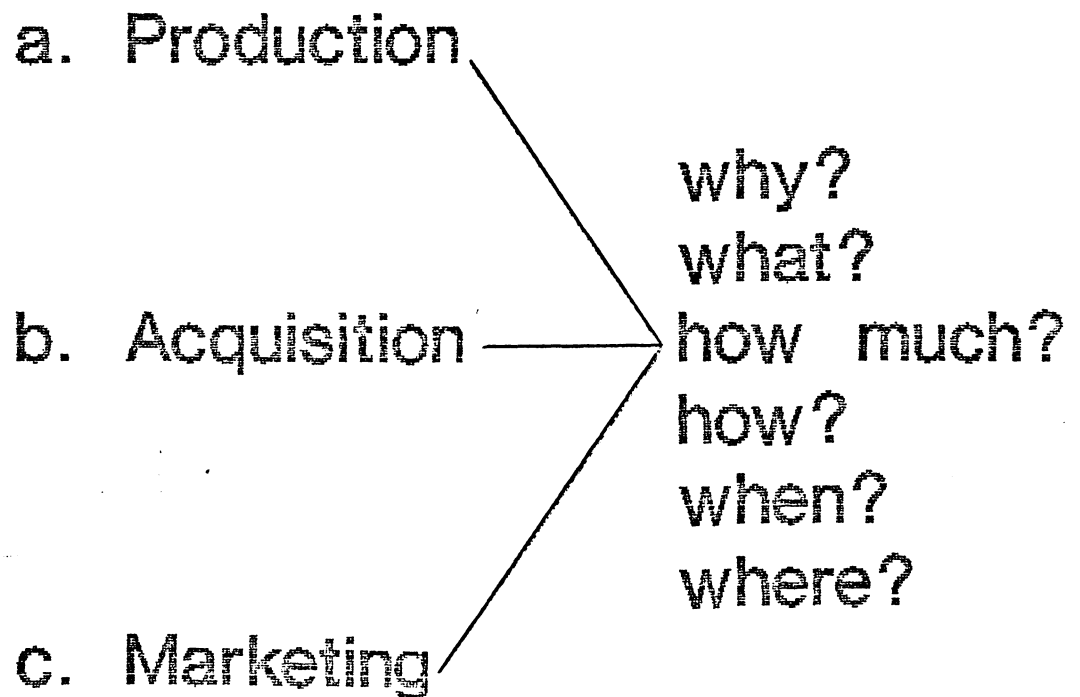 a. Production
why?
what?
b. Acquisition how much?
how?
when?
where?
c. Marketing